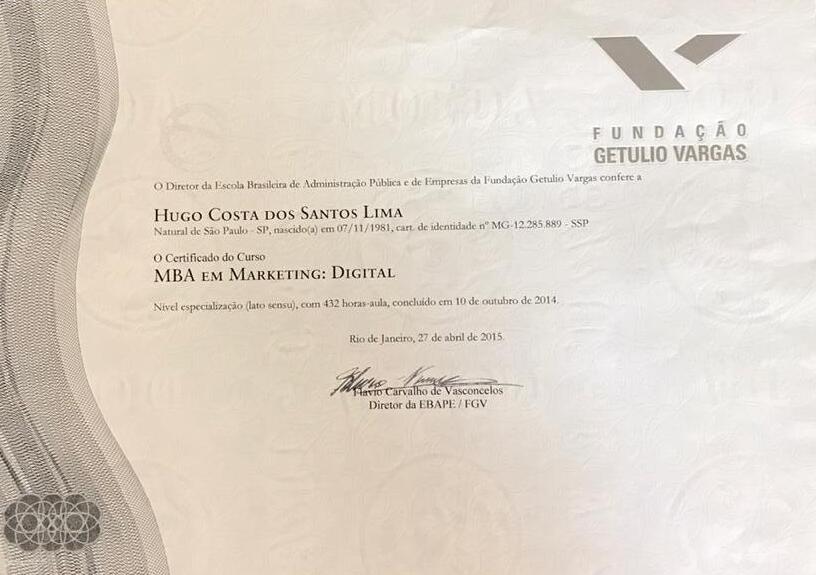 FUNDAÇÃO
GETULIO VARGAS
O Diretor da Escola Brasileira de Administração Pública e de Empresas da Fundação Getulio Vargas confere a
HUGO COSTA DOS SANTOS LIMA
Natural de São Paulo - SP, nascido(a) em 07/11/1981, cart. de identidade nº MG-12.285.889 - SSP
O Certificado do Curso
MBA EM MARKETING: DIGITAL
Nível especialização (lato sensu), com 432 horas-aula, concluído em 10 de outubro de 2014.
Rio de Janeiro, 27 de abril de 2015.
Flavio Carvalho de Vasconcelos
Diretor da EBAPE / FGV